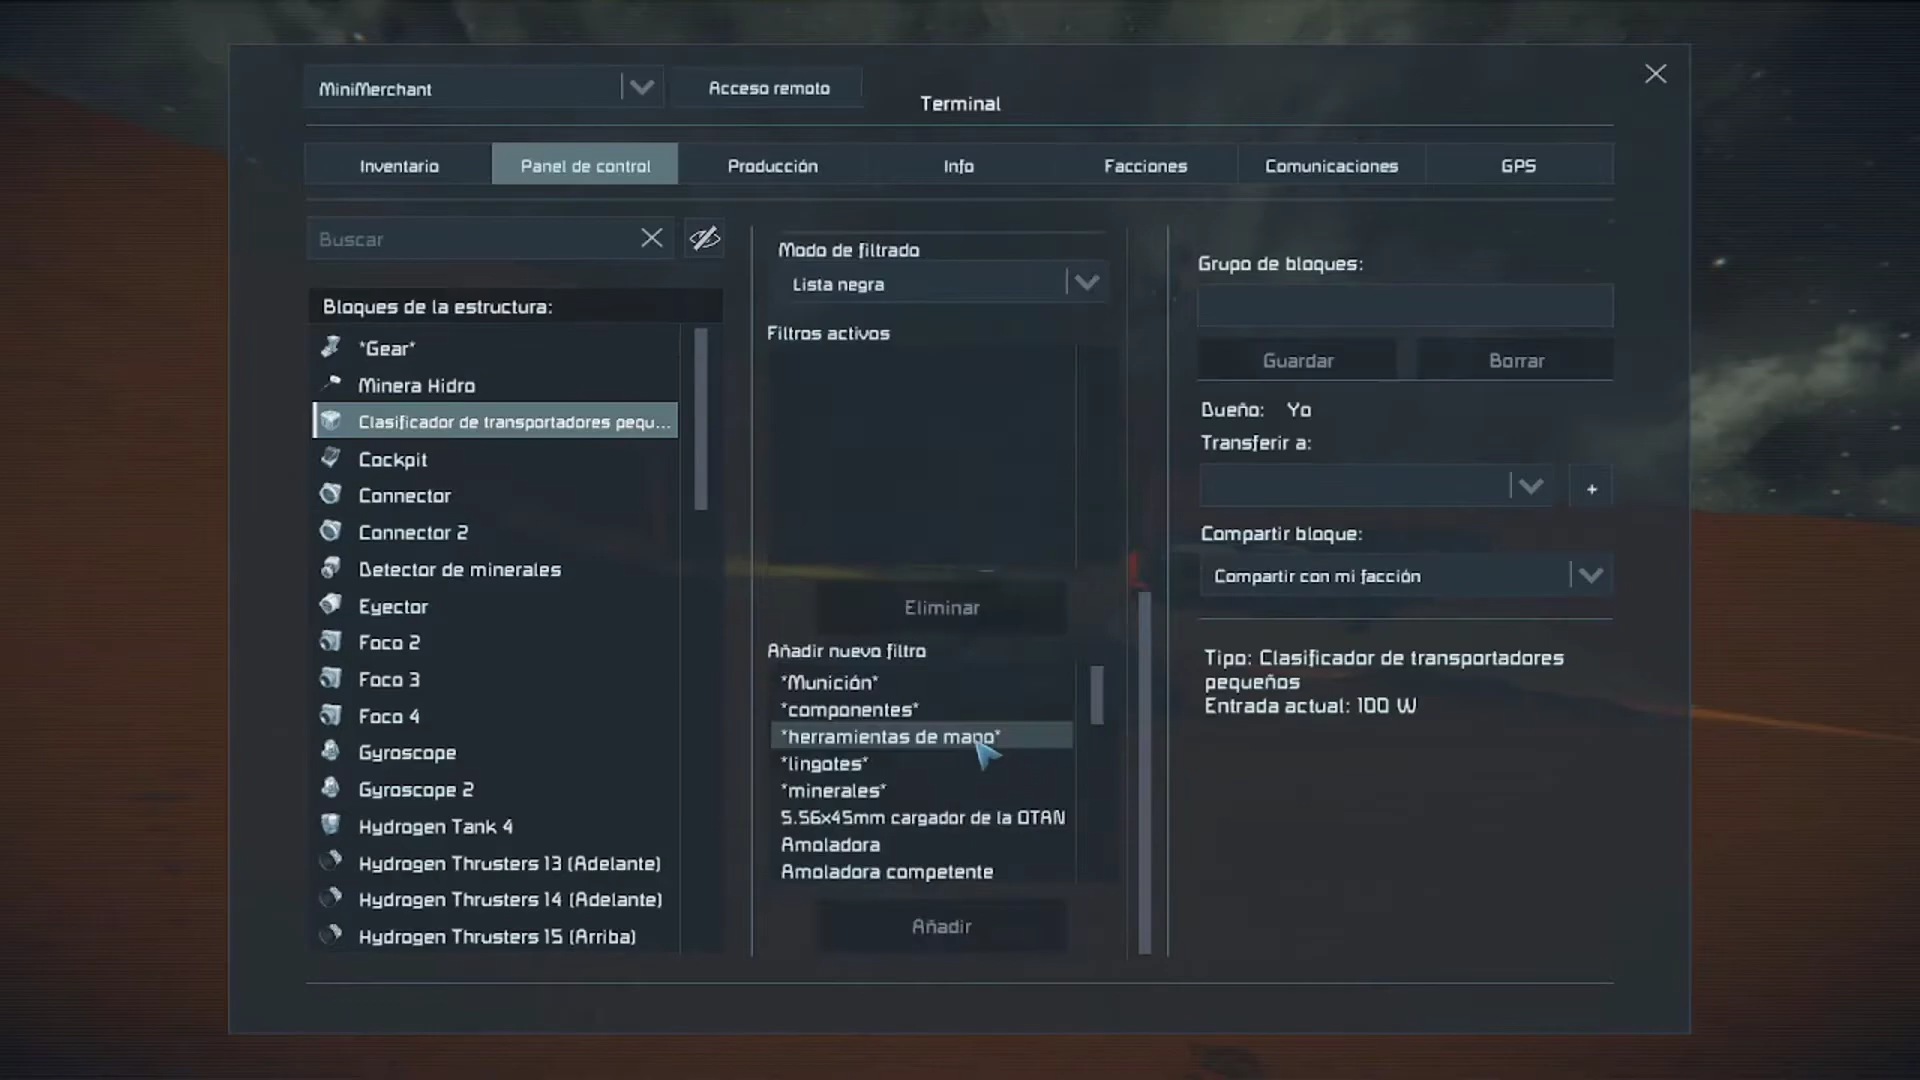 MiniMerchant
Acceso remoto
Terminal
Inventario
Panel de control
Producción
Info
Facciones
Comunicaciones
GPS
Buscar
Bloques de la estructura:
*Gear*
Minera Hidro
Clasificador de transportadores pequ...
Cockpit
Connector
Connector 2
Detector de minerales
Eyector
Foco 2
Foco 3
Foco 4
Gyroscope
Gyroscope 2
Hydrogen Tank 4
Hydrogen Thrusters 13 (Adelante)
Hydrogen Thrusters 14 (Adelante)
Hydrogen Thrusters 15 (Arriba)
Modo de filtrado
Lista negra
Filtros activos
Eliminar
Añadir nuevo filtro
*Munición*
*componentes*
*herramientas de mano*
*lingotes*
*minerales*
5.56x45mm cargador de la OTAN
Amoladora
Amoladora competente
Añadir
Grupo de bloques:
Guardar
Borrar
Dueño: Yo
Transferir a:
+
Compartir bloque:
Compartir con mi facción
Tipo: Clasificador de transportadores
pequeños
Entrada actual: 100 W